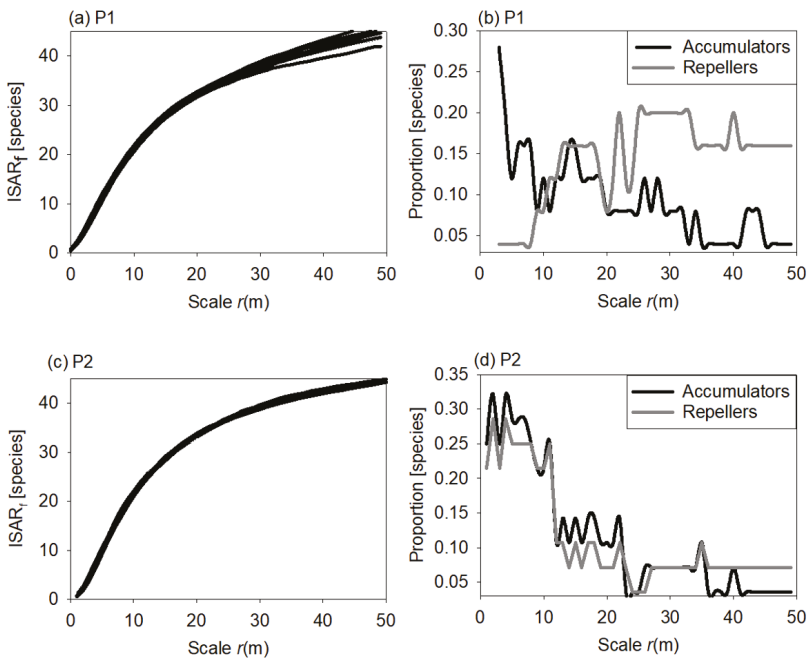 (a) P1
ISARf [species]
40
30
20
10
0
0 10 20 30 40 50
Scale r(m)
(b) P1
Accumulators
Repellers
Proportion [species]
0.30
0.25
0.20
0.15
0.10
0.05
0 10 20 30 40 50
Scale r(m)
(c) P2
ISARf [species]
40
30
20
10
0
0 10 20 30 40 50
Scale r(m)
(d) P2
Accumulators
Repellers
Proportion [species]
0.35
0.30
0.25
0.20
0.15
0.10
0.05
0 10 20 30 40 50
Scale r(m)